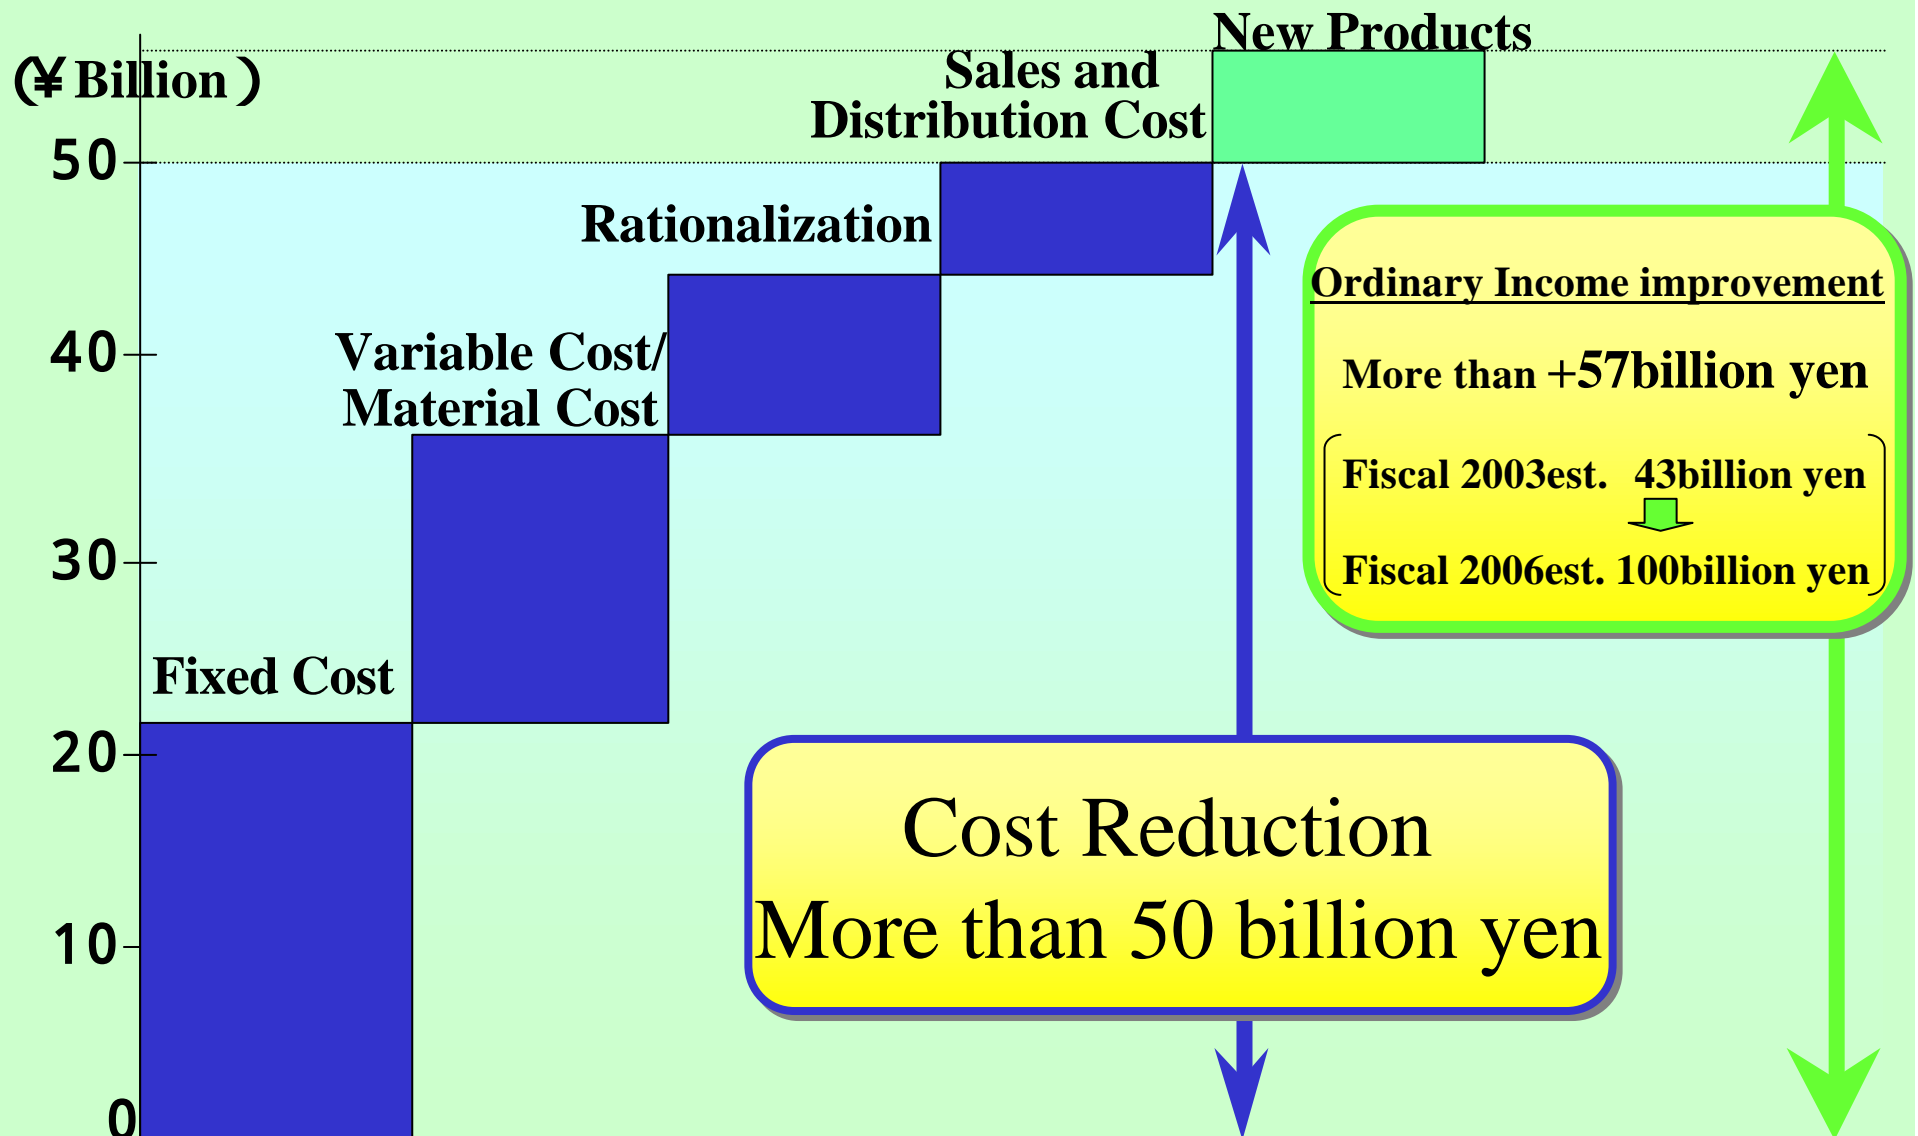 New Products
(¥ Billion)
Sales and
Distribution Cost
50
Rationalization
Ordinary Income improvement
40
Variable Cost/
Material Cost
More than +57billion yen
Fiscal 2003est. 43billion yen
30
Fiscal 2006est. 100billion yen
Fixed Cost
20
Cost Reduction
More than 50 billion yen
10
0